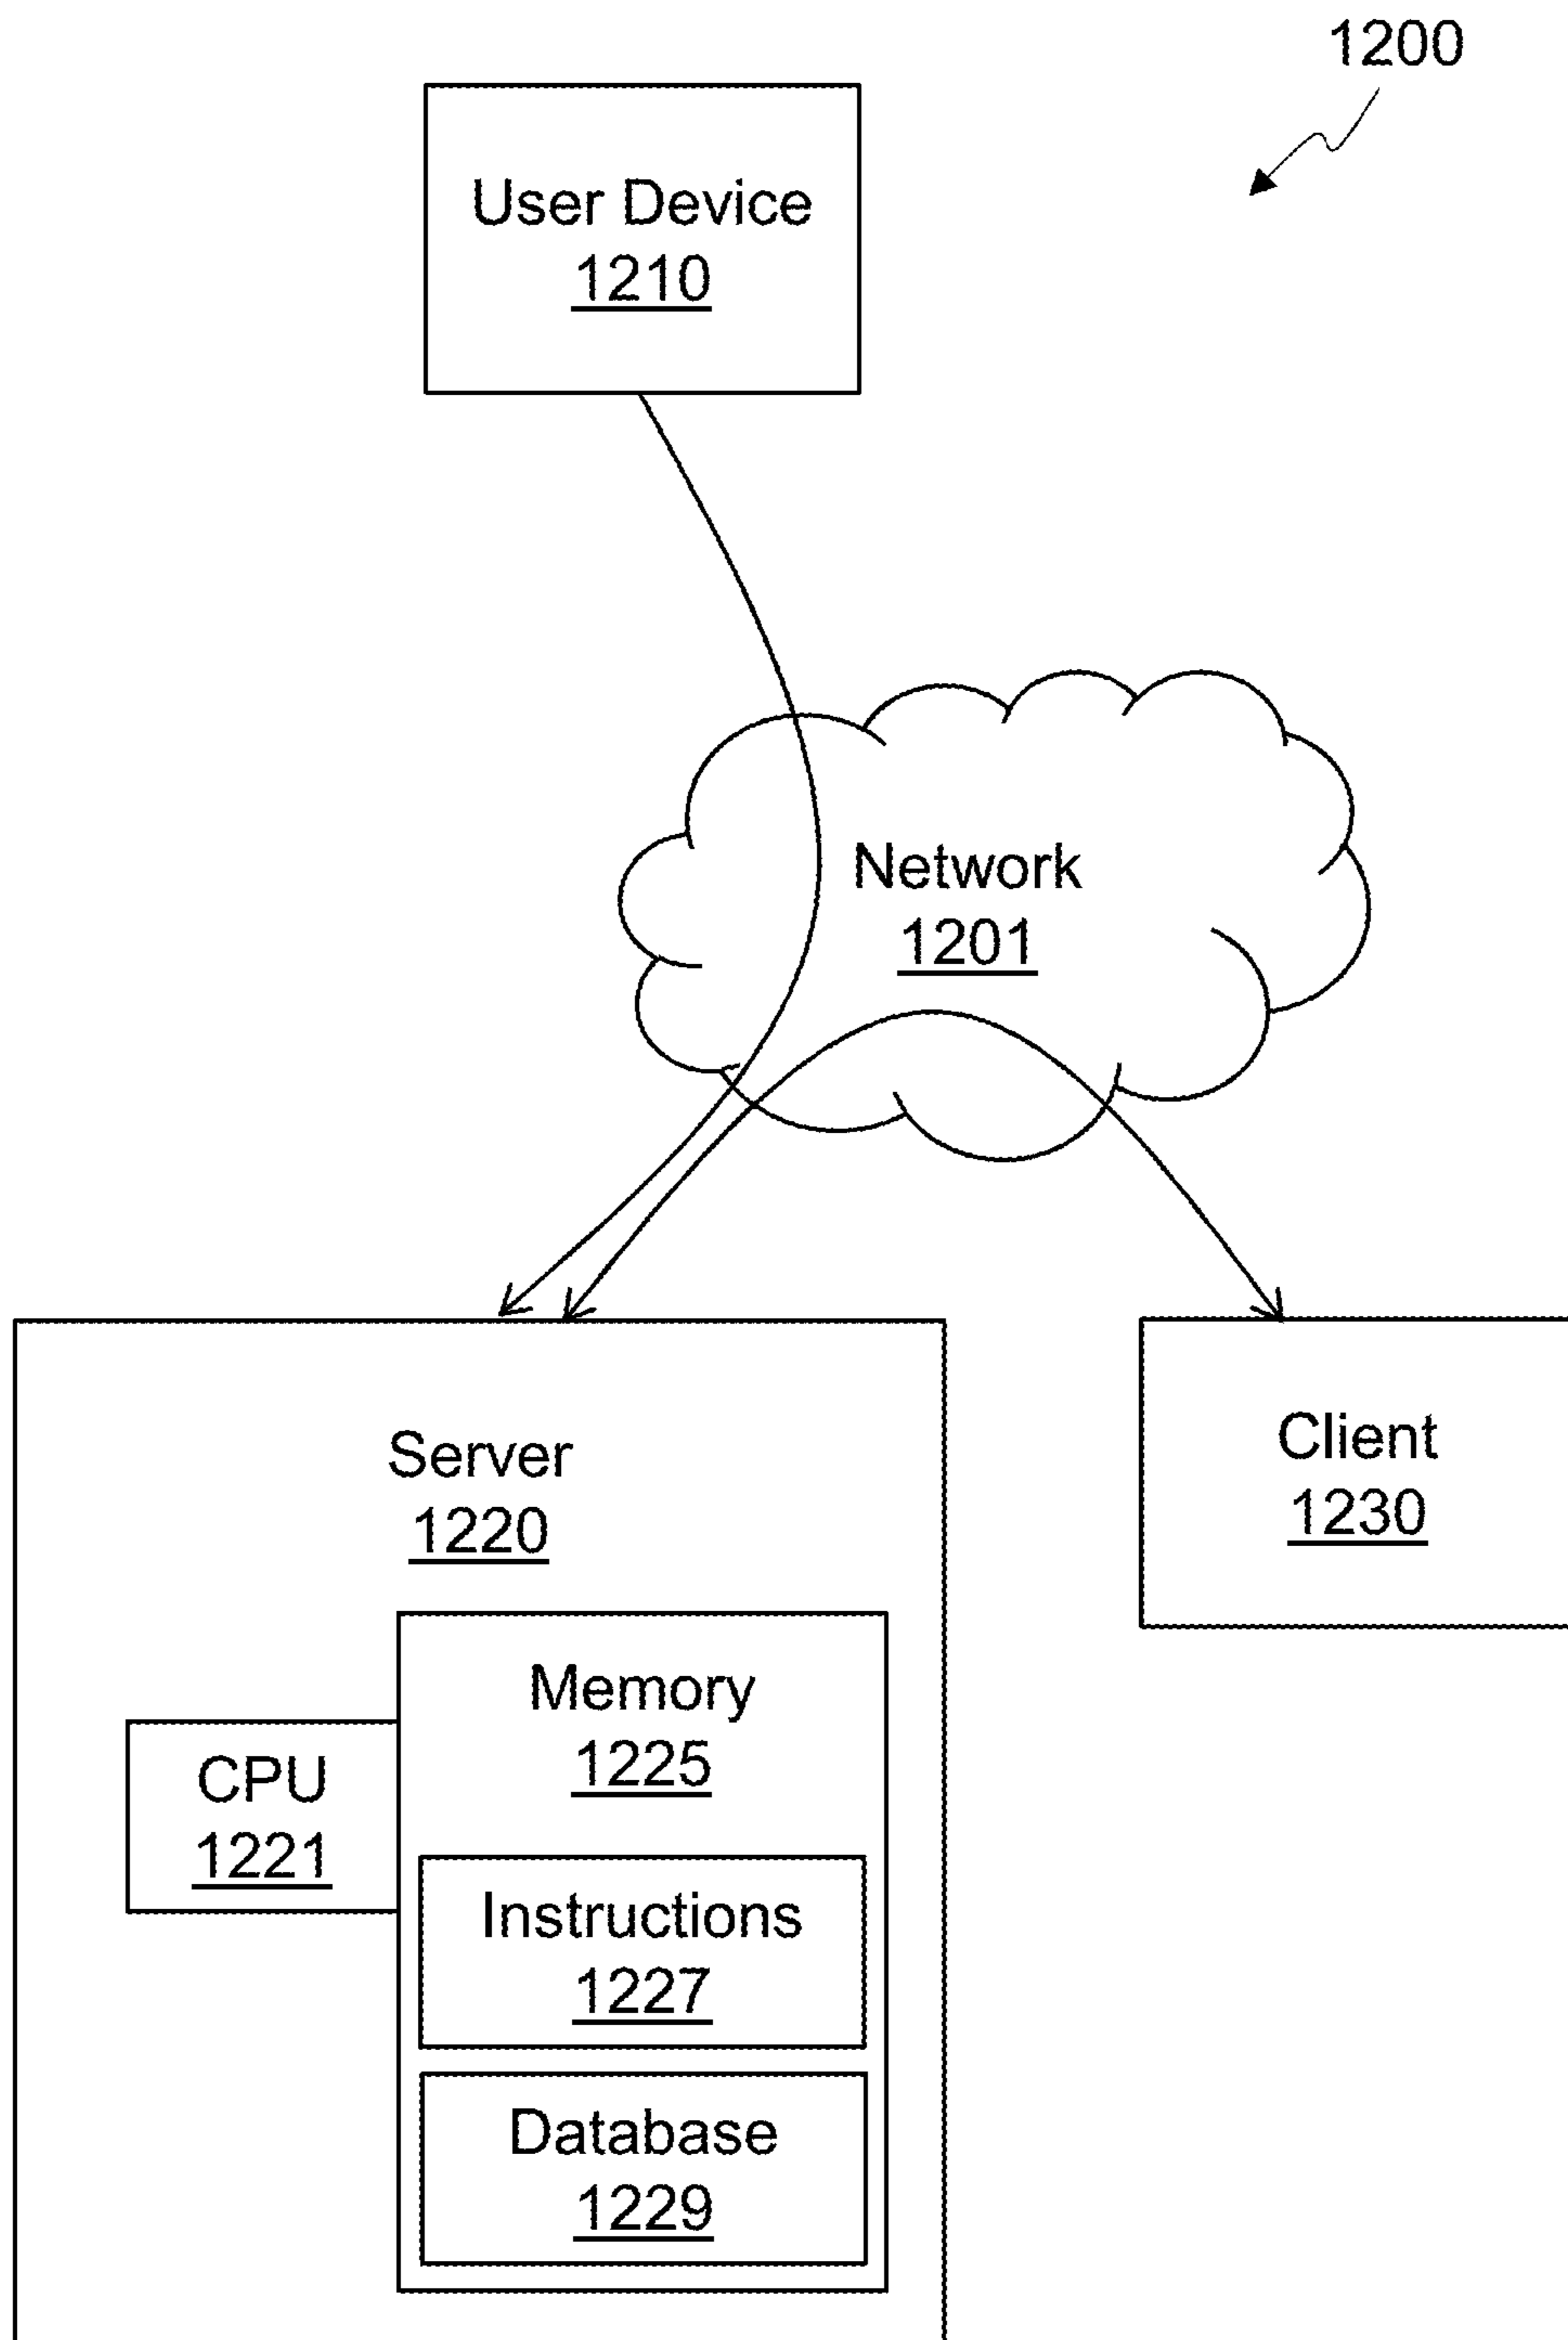 1200
User Device
1210
Network
1201
Server
1220
Client
1230
Memory
1225
CPU
1221
Instructions
1227
Database
1229